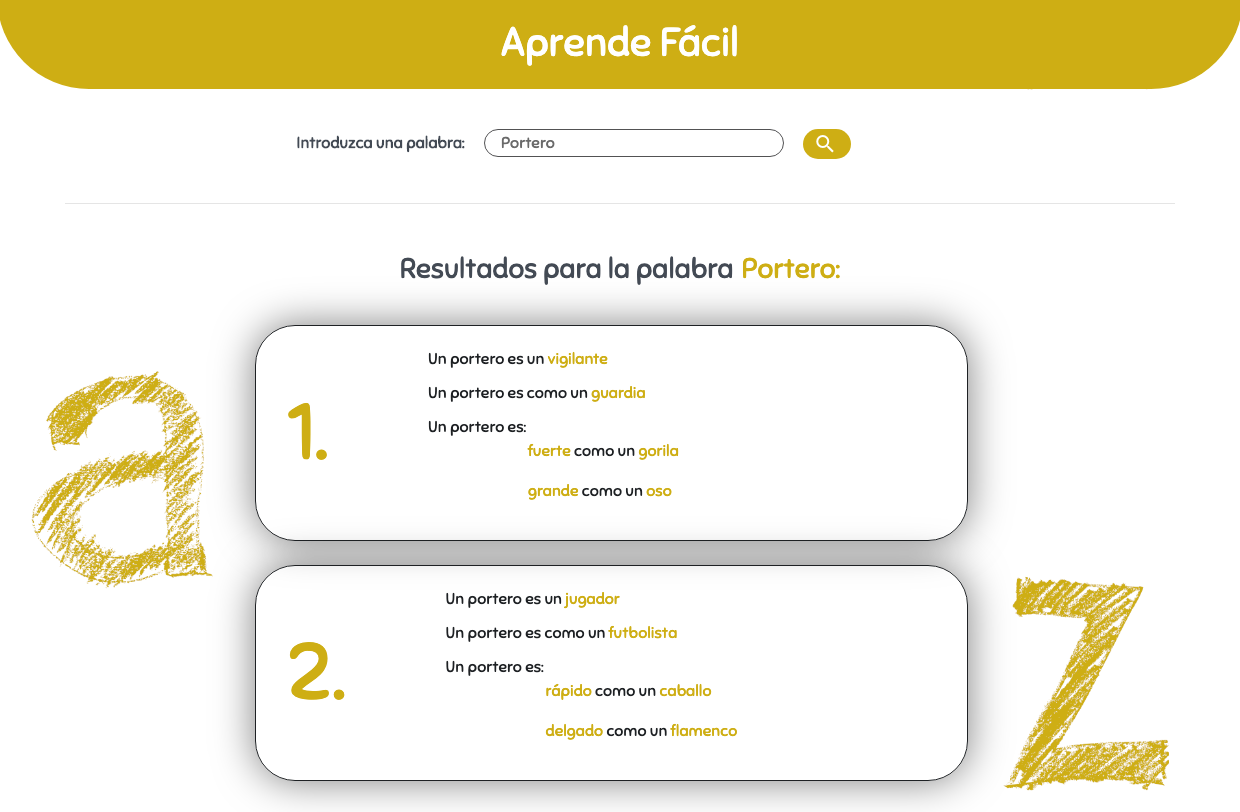 Aprende Fácil
Introduzca una palabra: Portero
Resultados para la palabra Portero:
1.
Un portero es un vigilante
Un portero es como un guardia
Un portero es:
fuerte como un gorila
grande como un oso
a
2.
Un portero es un jugador
Un portero es como un futbolista
Un portero es:
rápido como un caballo
delgado como un flamenco
z